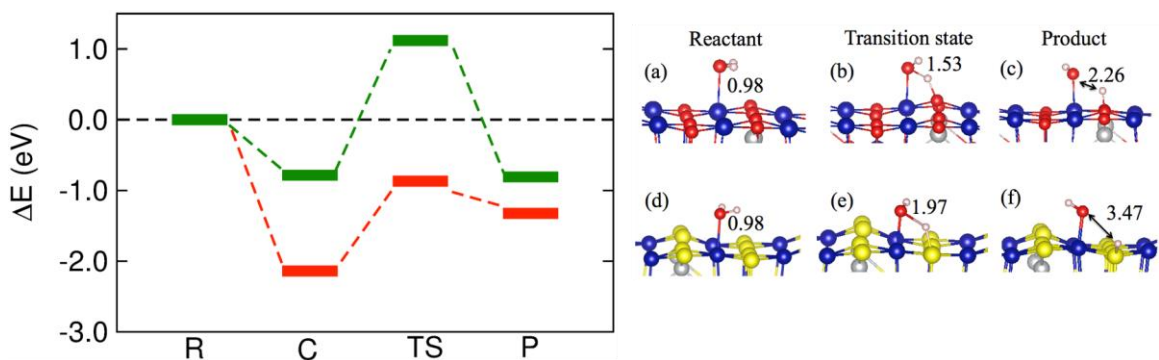 1.0
0.0
-1.0
-2.0
-3.0
ΔE (eV)
R C TS P
Reactant Transition state Product
(a) 0.98
(b) 1.53
(c) 2.26
(d) 0.98
(e) 1.97
(f) 3.47